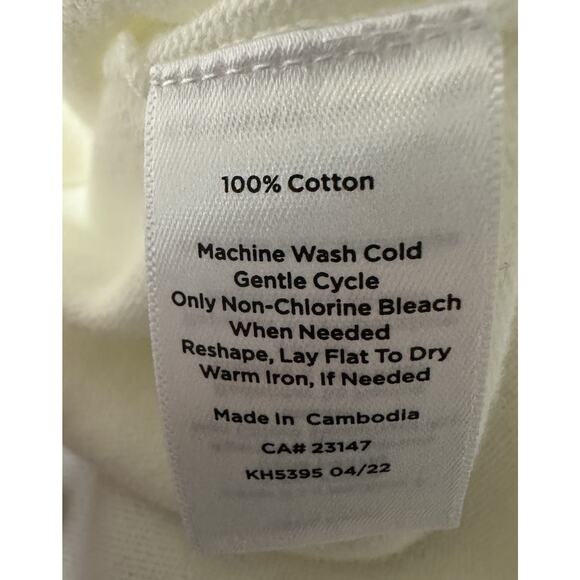 100% Cotton
Machine Wash Cold
Gentle Cycle
Only Non-Chlorine Bleach
When Needed
Reshape, Lay Flat To Dry
Warm Iron, If Needed
Made In Cambodia
CA# 23147
KH5395 04/22